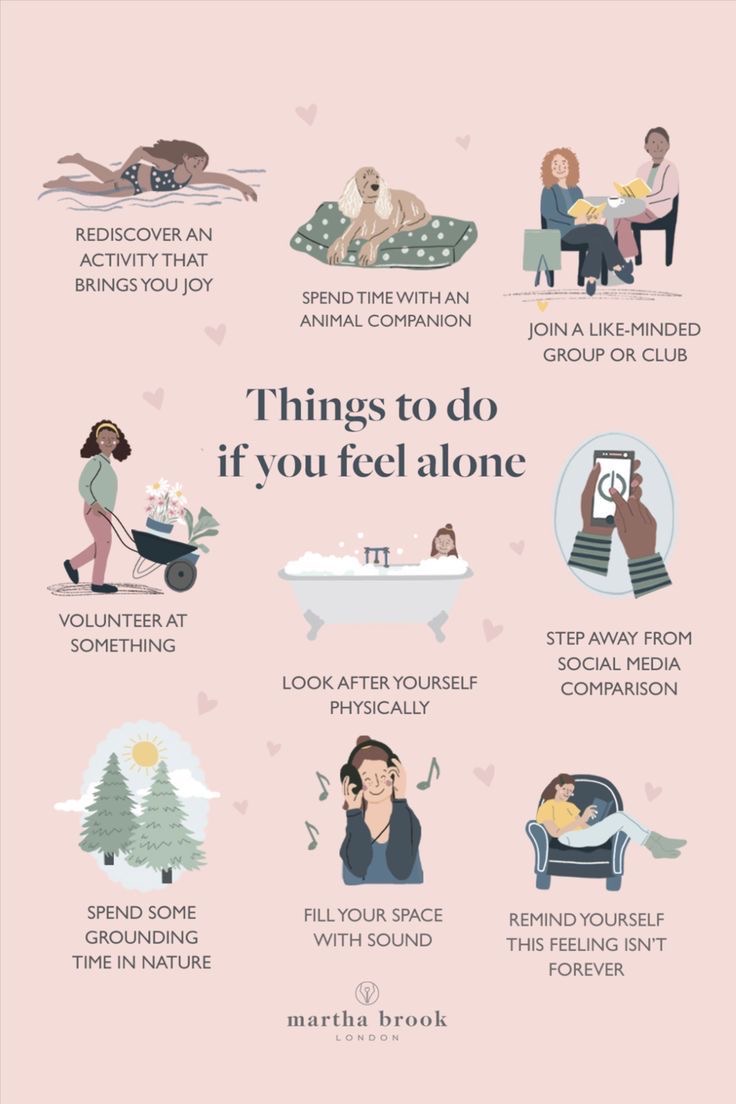 REDISCOVER AN
ACTIVITY THAT
BRINGS YOU JOY
SPEND TIME WITH AN
ANIMAL COMPANION
JOIN A LIKE-MINDED
GROUP OR CLUB
Things to do
if you feel alone
VOLUNTEER AT
SOMETHING
LOOK AFTER YOURSELF
PHYSICALLY
STEP AWAY FROM
SOCIAL MEDIA
COMPARISON
SPEND SOME
GROUNDING
TIME IN NATURE
FILL YOUR SPACE
WITH SOUND
REMIND YOURSELF
THIS FEELING ISN'T
FOREVER
martha brook
LONDON